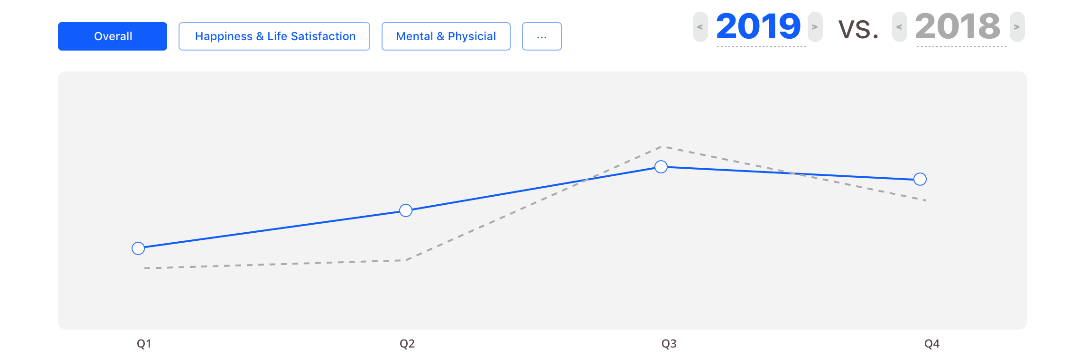 Overall
Happiness & Life Satisfaction
Mental & Physicial
...
< 2019 > vs. < 2018 >
Q1 Q2 Q3 Q4